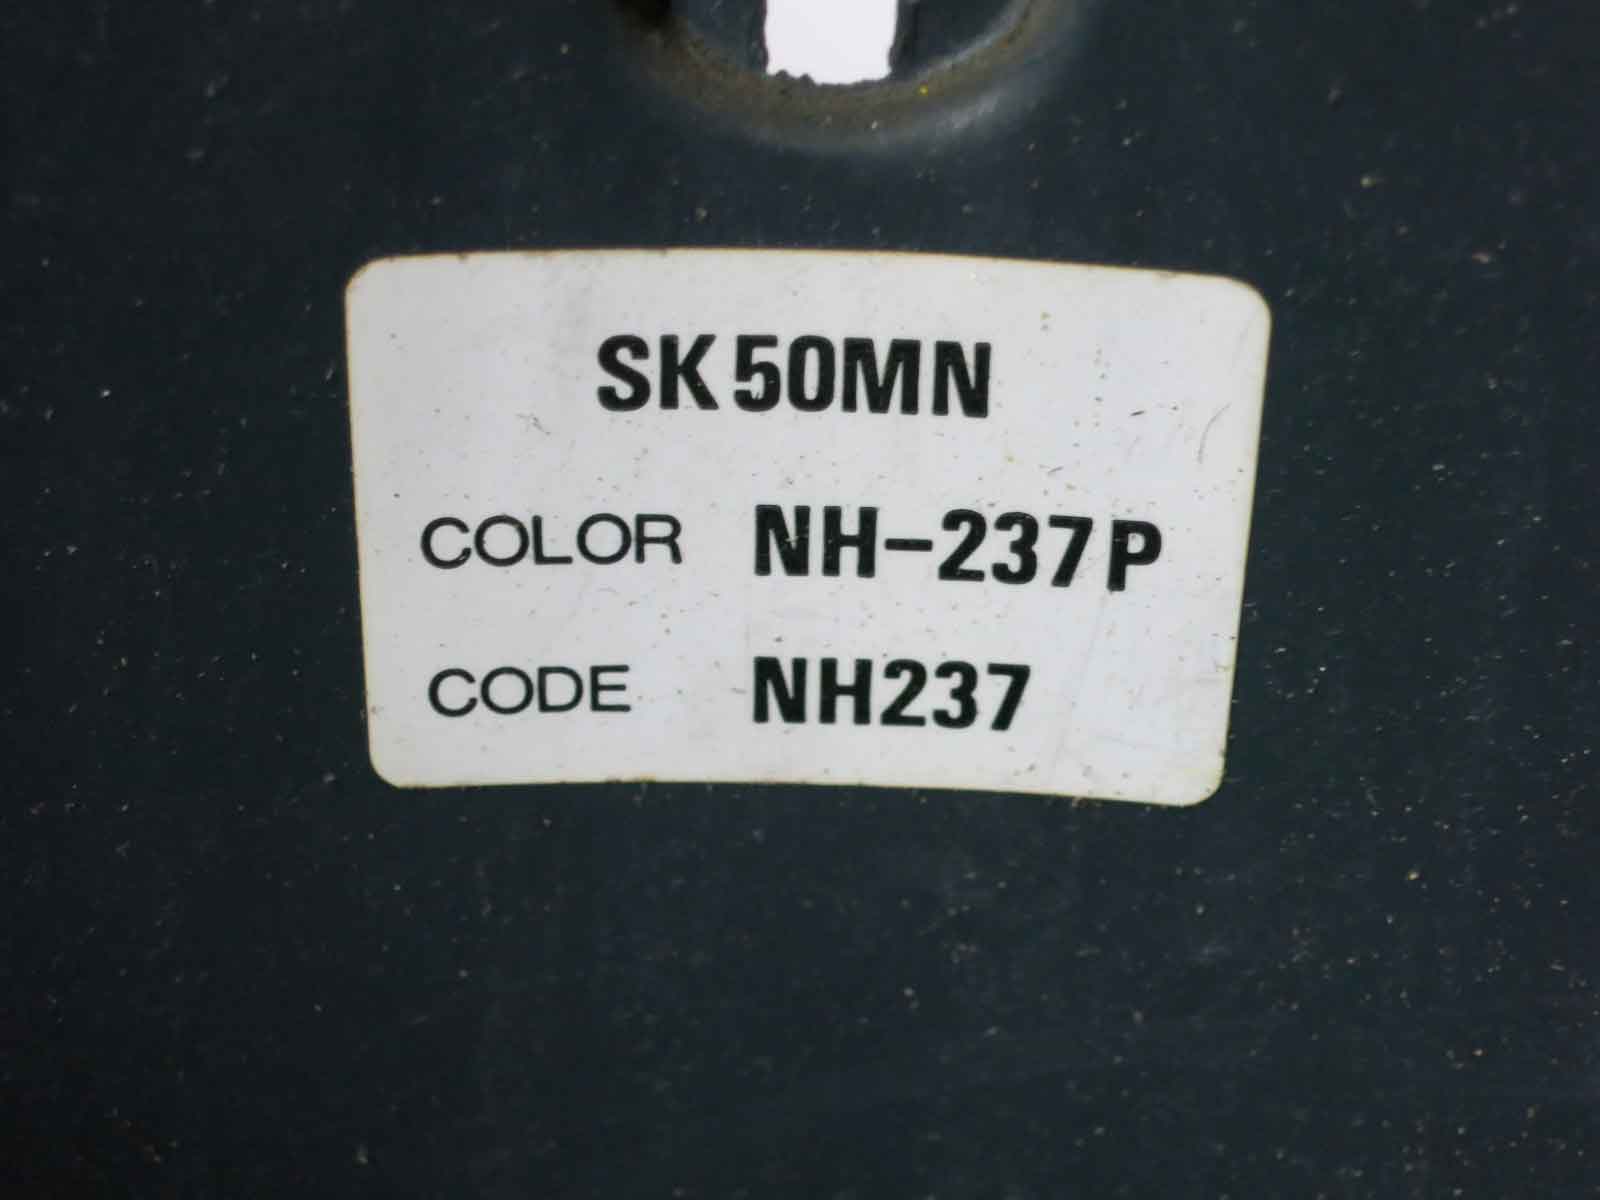 SK50MN
COLOR NH-237P
CODE NH237